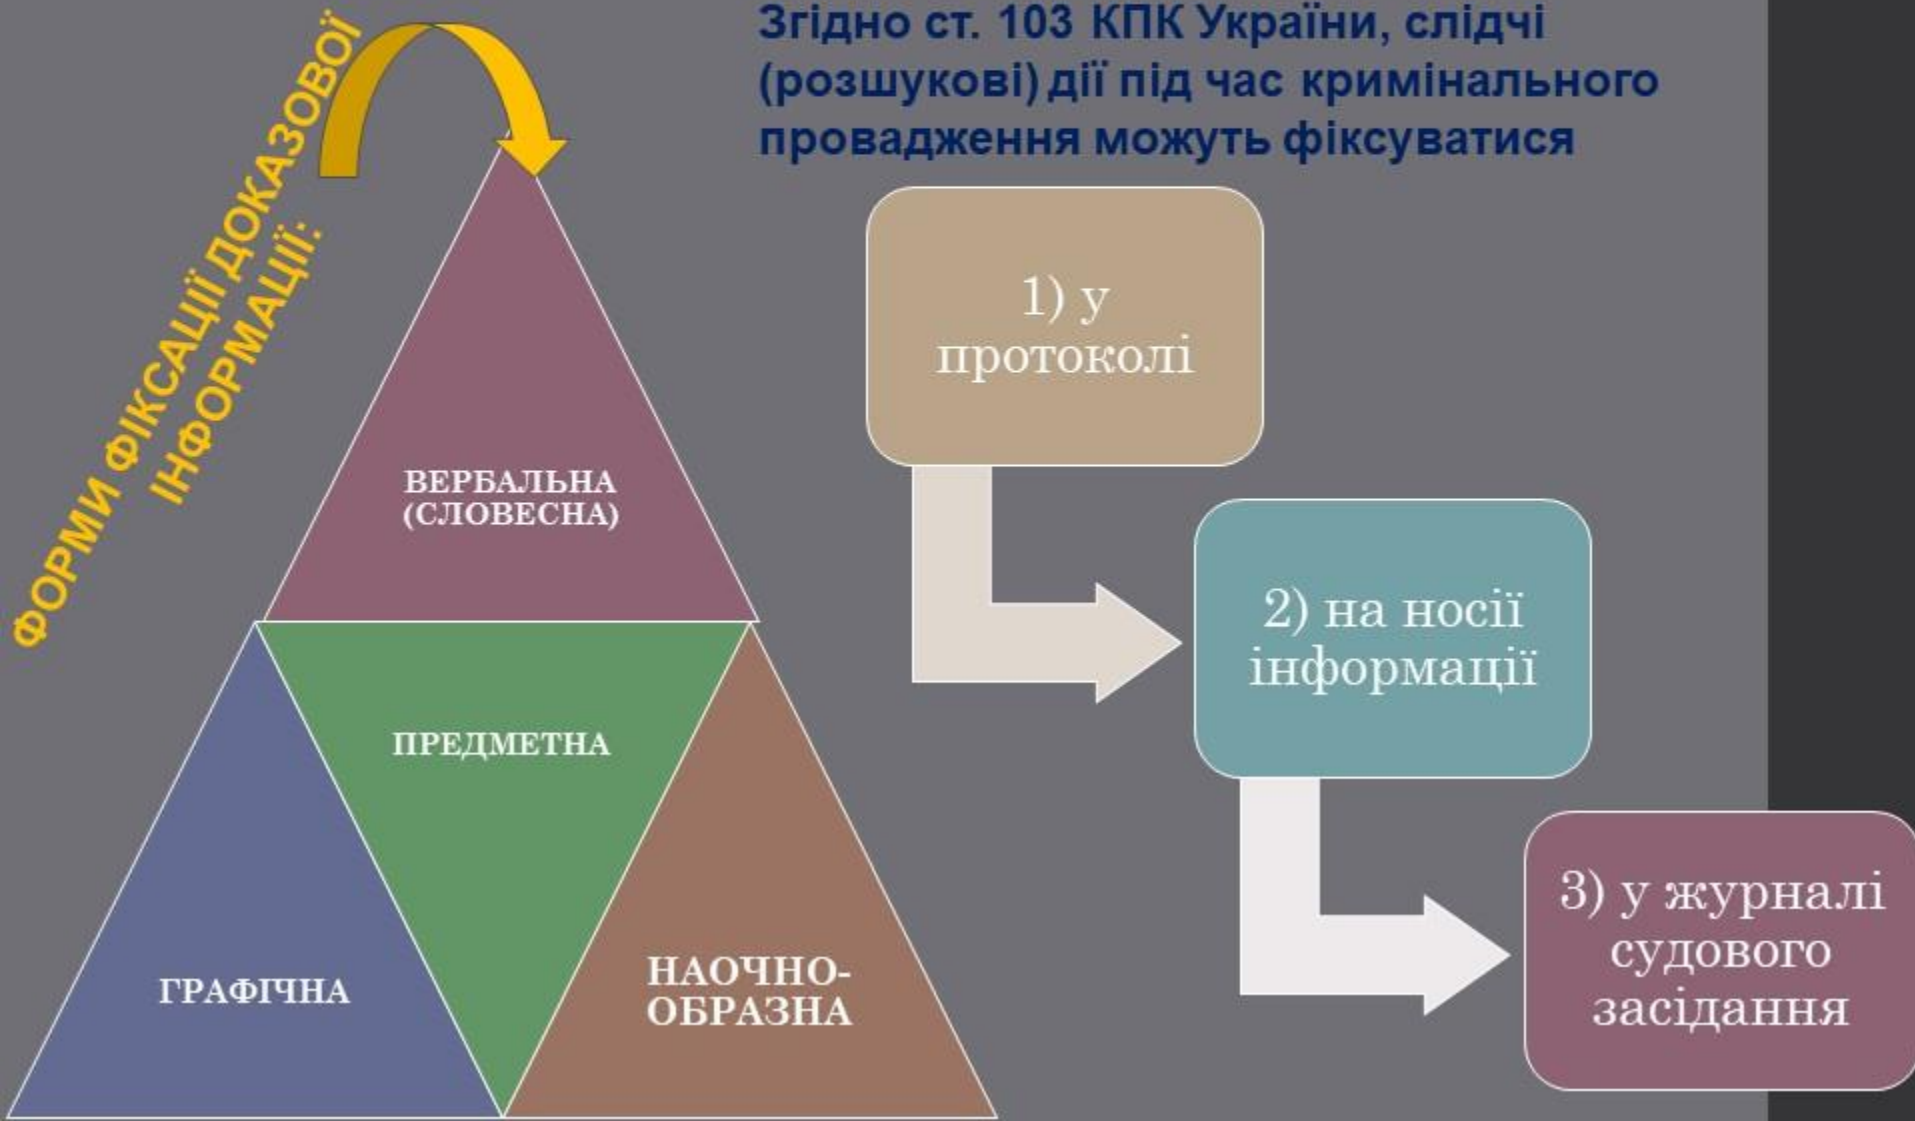 ФОРМИ ФІКСАЦІЇ ДОКАЗОВОЇ
ІНФОРМАЦІЇ:
ВЕРБАЛЬНА
(СЛОВЕСНА)
ПРЕДМЕТНА
ГРАФІЧНА
НАОЧНО-
ОБРАЗНА
Згідно ст. 103 КПК України, слідчі
(розшукові) дії під час кримінального
провадження можуть фіксуватися
1) у
протоколі
2) на носії
інформації
3) у журналі
судового
засідання